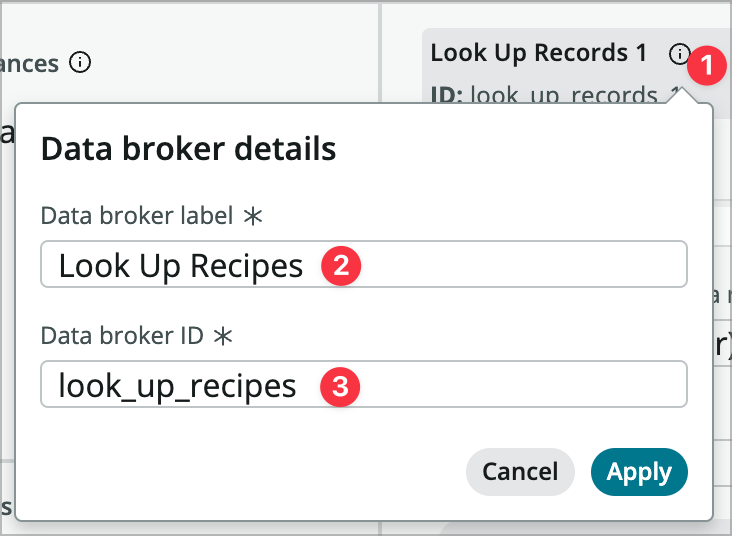 ances
Look Up Records 1
1
ID: look_up_records_1
Data broker details
Data broker label *
Look Up Recipes 2
Data broker ID *
look_up_recipes 3
Cancel Apply